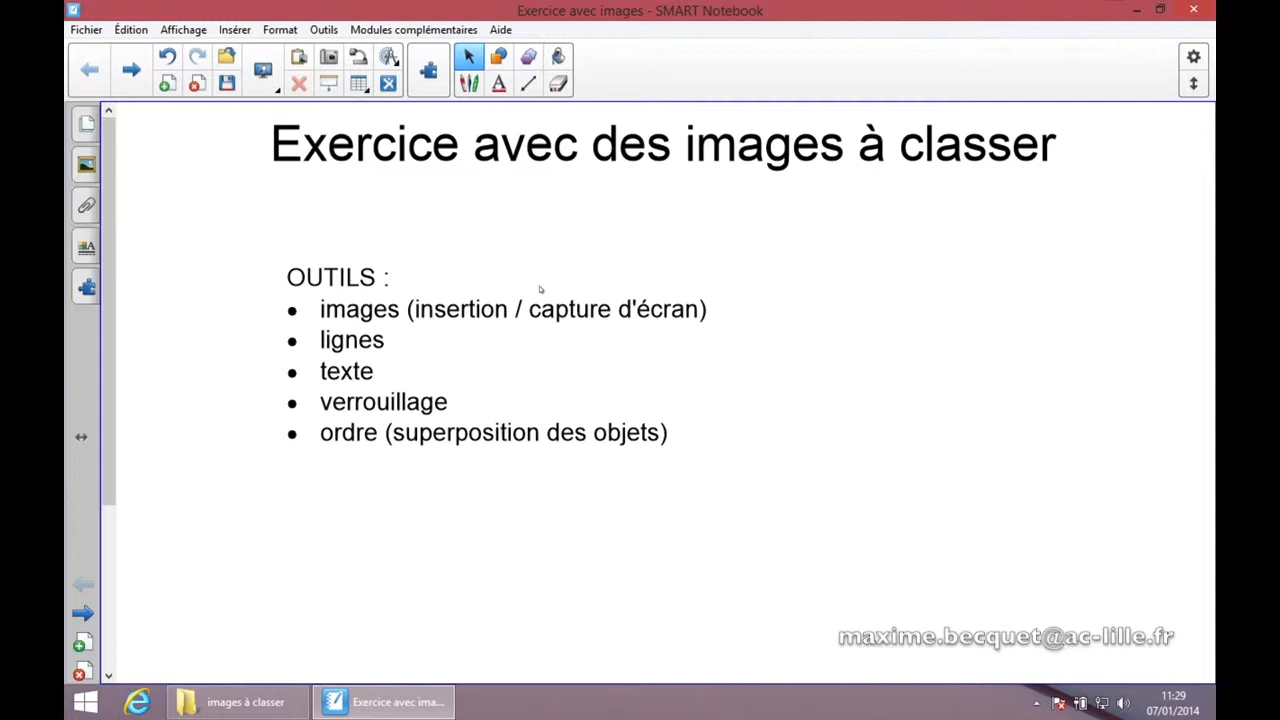 Exercice avec images - SMART Notebook
Fichier Édition Affichage Insérer Format Outils Modules complémentaires Aide
Exercice avec des images à classer
OUTILS :
• images (insertion / capture d'écran)
• lignes
• texte
• verrouillage
• ordre (superposition des objets)
maxime.becquet@ac-lille.fr
images à classer
Exercice avec ima...
11:29
07/01/2014